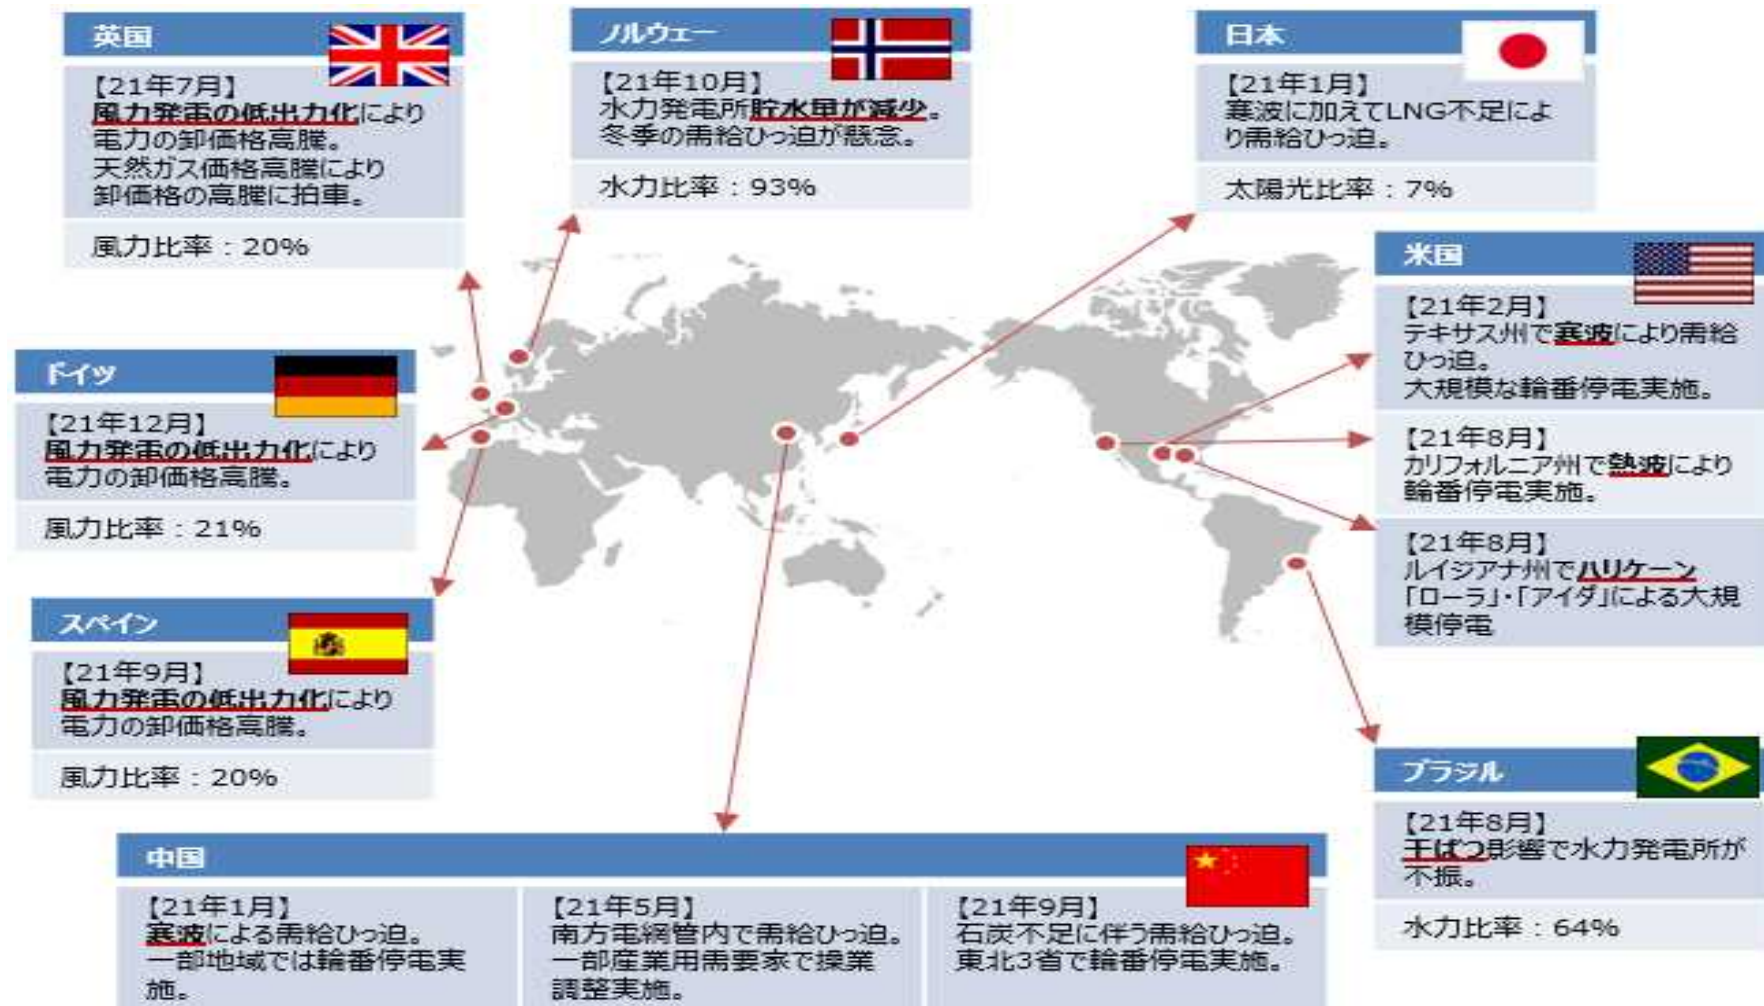 英国
【21年7月】
風力発電の低出力化により
電力の卸価格高騰。
天然ガス価格高騰により
卸価格の高騰に拍車。
風力比率：20%
ノルウェー
【21年10月】
水力発電所貯水量が減少。
冬季の需給ひっ迫が懸念。
水力比率：93%
日本
【21年1月】
寒波に加えてLNG不足によ
り需給ひっ迫。
太陽光比率：7%
米国
【21年2月】
テキサス州で寒波により需給
ひっ迫。
大規模な輪番停電実施。
【21年8月】
カリフォルニア州で熱波により
輪番停電実施。
【21年8月】
ルイジアナ州でハリケーン
「ローラ」・「アイダ」による大規
模停電
ドイツ
【21年12月】
風力発電の低出力化により
電力の卸価格高騰。
風力比率：21%
スペイン
【21年9月】
風力発電の低出力化により
電力の卸価格高騰。
風力比率：20%
ブラジル
【21年8月】
干ばつ影響で水力発電所が
不振。
水力比率：64%
中国
【21年1月】
寒波による需給ひっ迫。
一部地域では輪番停電実
施。
【21年5月】
南方電網管内で需給ひっ迫。
一部産業用需要家で操業
調整実施。
【21年9月】
石炭不足に伴う需給ひっ迫。
東北3省で輪番停電実施。